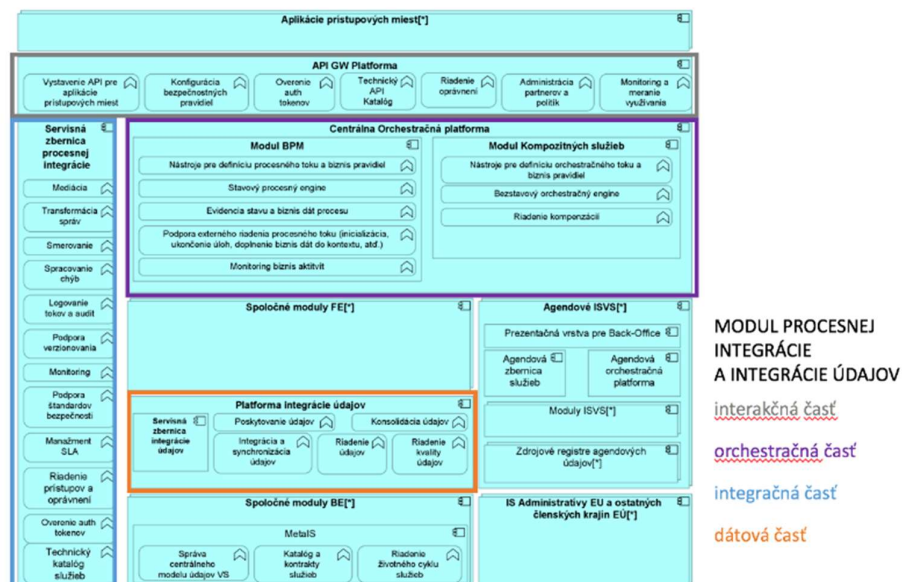 Aplikácie prístupových miest[*]
API GW Platforma
Vystavenie API pre
aplikácie
prístupových miest
Konfigurácia
bezpečnostných
pravidiel
Overenie
auth
tokenov
Technický
API
Katalóg
Riadenie
oprávnení
Administrácia
partnerov a
politík
Monitoring a
meranie
využívania
Servisná
zbernica
procesnej
integrácie
Mediácia
Transformácia
správ
Smerovanie
Spracovanie
chýb
Logovanie
tokov a audit
Podpora
verzionovania
Monitoring
Podpora
štandardov
bezpečnosti
Manažment
SLA
Riadenie
prístupov a
oprávnení
Overenie auth
tokenov
Technický
katalóg
služieb
Centrálna Orchestračná platforma
Modul BPM
Nástroje pre definíciu procesného toku a biznis pravidiel
Stavový procesný engine
Evidencia stavu a biznis dát procesu
Podpora externého riadenia procesného toku (inicializácia,
ukončenie úloh, doplnenie biznis dát do kontextu, atď.)
Monitoring biznis aktitvít
Modul Kompozitných služieb
Nástroje pre definíciu orchestračného toku a
biznis pravidiel
Bezstavový orchestračný engine
Riadenie kompenzácií
Spoločné moduly FE[*]
Agendové ISVS[*]
Prezentačná vrstva pre Back-Office
Agendová
zbernica
služieb
Agendová
orchestračná
platforma
Moduly ISVS[*]
Zdrojové registre agendových
údajov[*]
Platforma integrácie údajov
Servisná
zbernica
integrácie
údajov
Poskytovanie údajov
Konsolidácia údajov
Integrácia a
synchronizácia
údajov
Riadenie
údajov
Riadenie
kvality
údajov
Spoločné moduly BE[*]
MetaIS
Správa
centrálneho
modelu údajov VS
Katalóg a
kontrakty
služieb
Riadenie
životného cyklu
služieb
IS Administratívy EU a ostatných
členských krajín EÚ[*]
MODUL PROCESNEJ
INTEGRÁCIE
A INTEGRÁCIE ÚDAJOV
interakčná časť
orchestračná časť
integračná časť
dátová časť